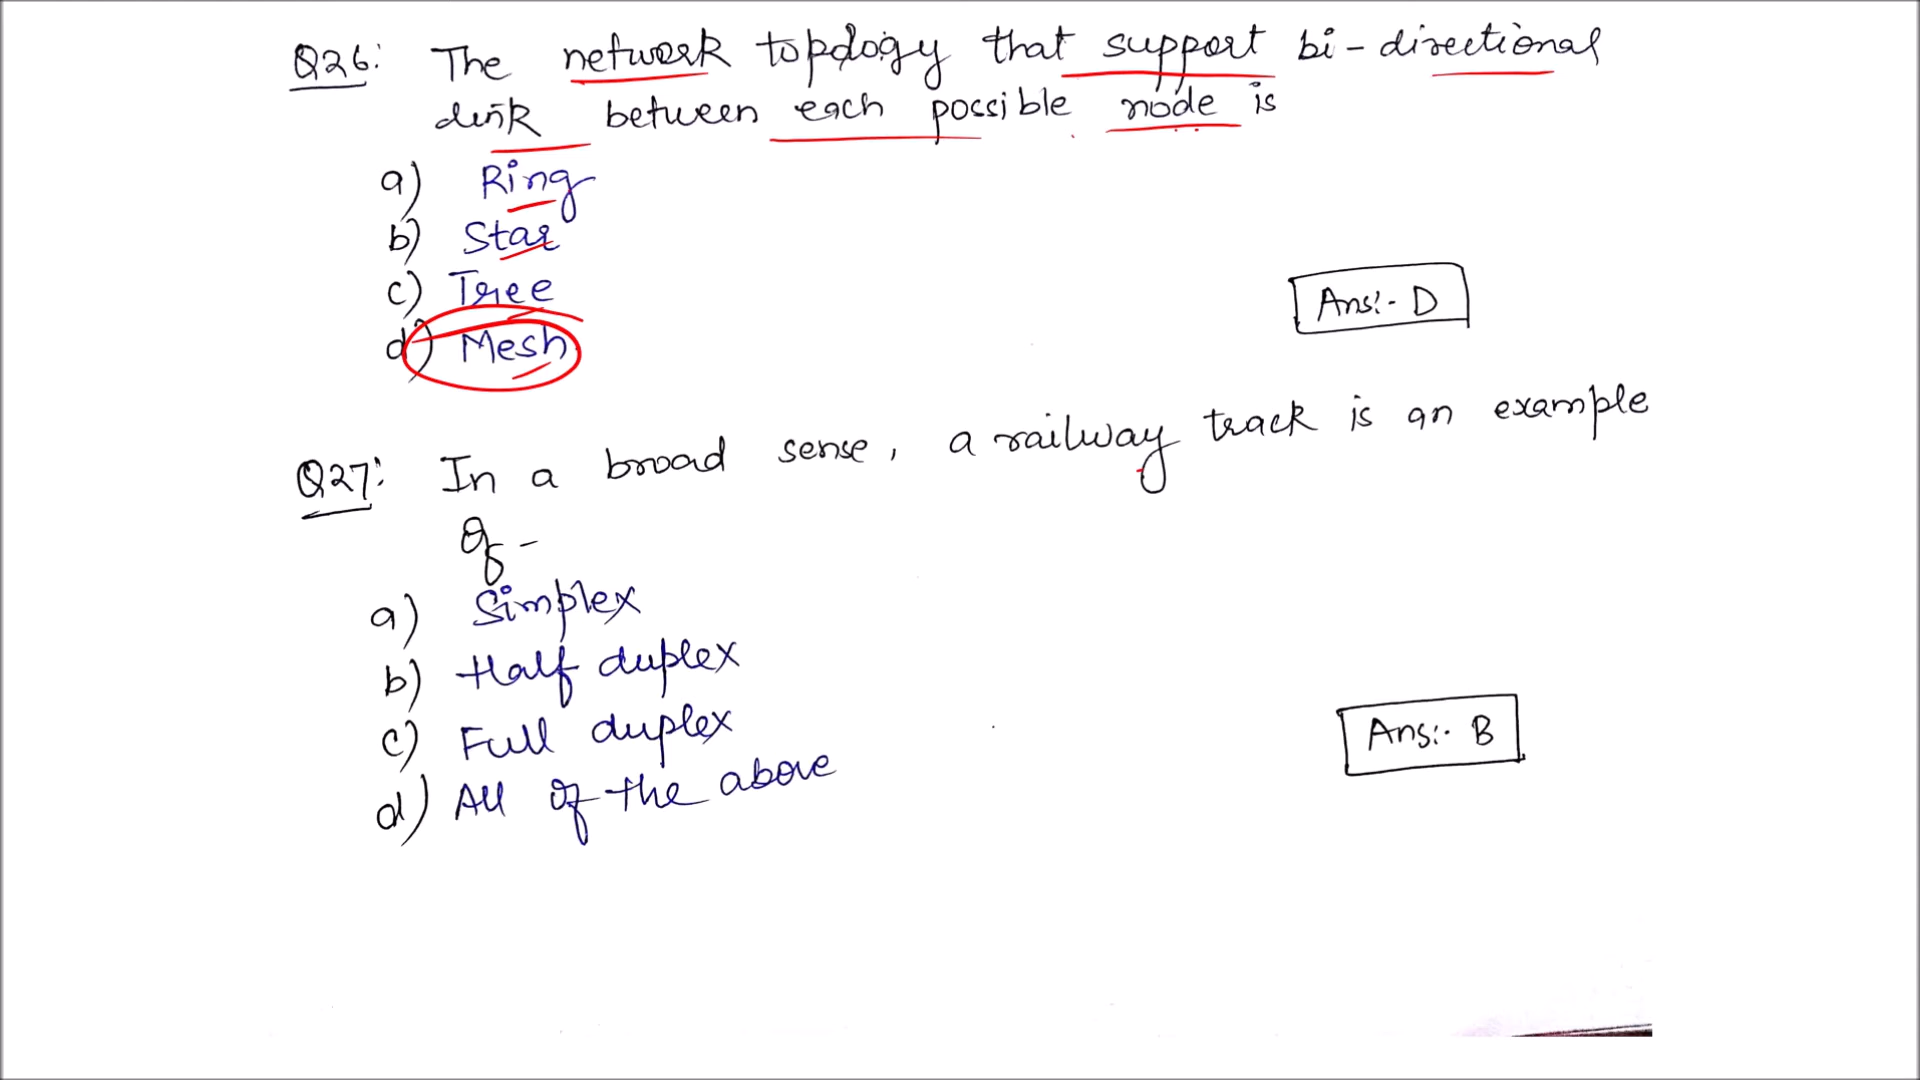 Q26: The network topology that support bi-directional
link between each possible node is
a) Ring
b) Star
c) Tree
d) Mesh
Ans:- D
Q27: In a broad sense, a railway track is an example
of -
a) Simplex
b) Half duplex
c) Full duplex
d) All of the above
Ans:- B